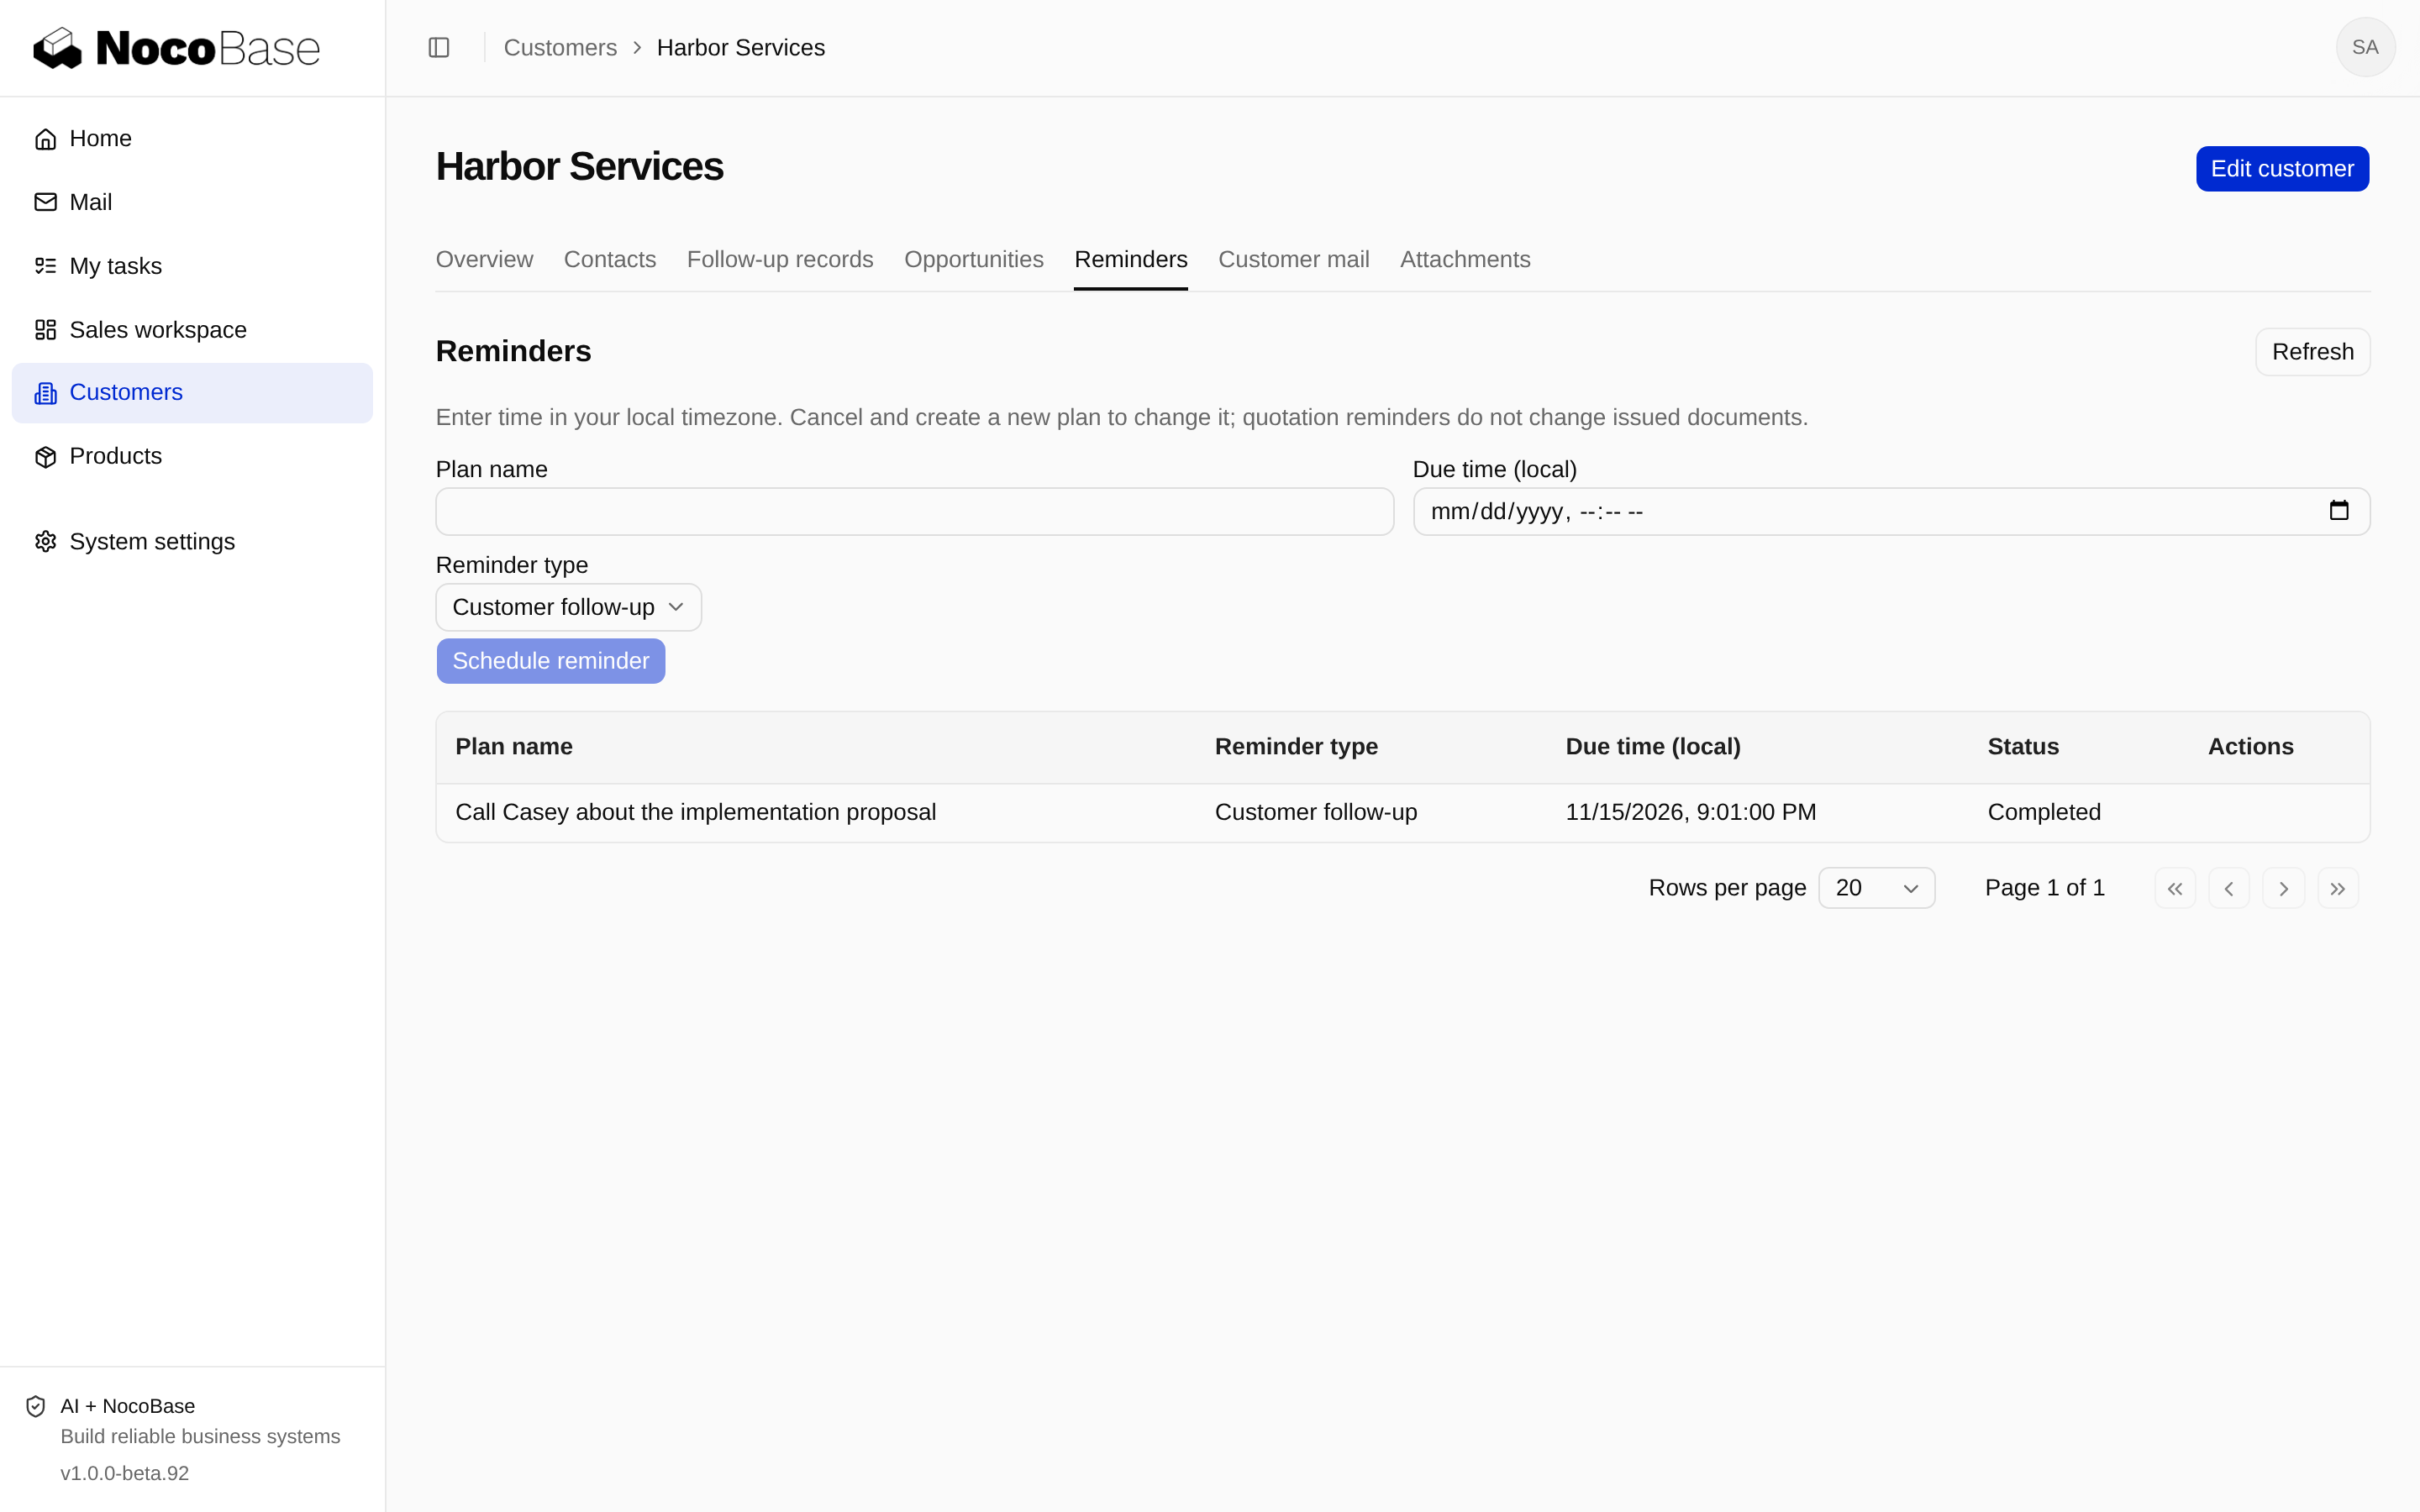 NocoBase
Customers > Harbor Services
SA
Home
Mail
My tasks
Sales workspace
Customers
Products
System settings
Harbor Services
Edit customer
Overview Contacts Follow-up records Opportunities Reminders Customer mail Attachments
Reminders
Refresh
Enter time in your local timezone. Cancel and create a new plan to change it; quotation reminders do not change issued documents.
Plan name
Due time (local)
mm/dd/yyyy, --:-- --
Reminder type
Customer follow-up
Schedule reminder
Plan name Reminder type Due time (local) Status Actions
Call Casey about the implementation proposal Customer follow-up 11/15/2026, 9:01:00 PM Completed
Rows per page 20 Page 1 of 1
AI + NocoBase
Build reliable business systems
v1.0.0-beta.92